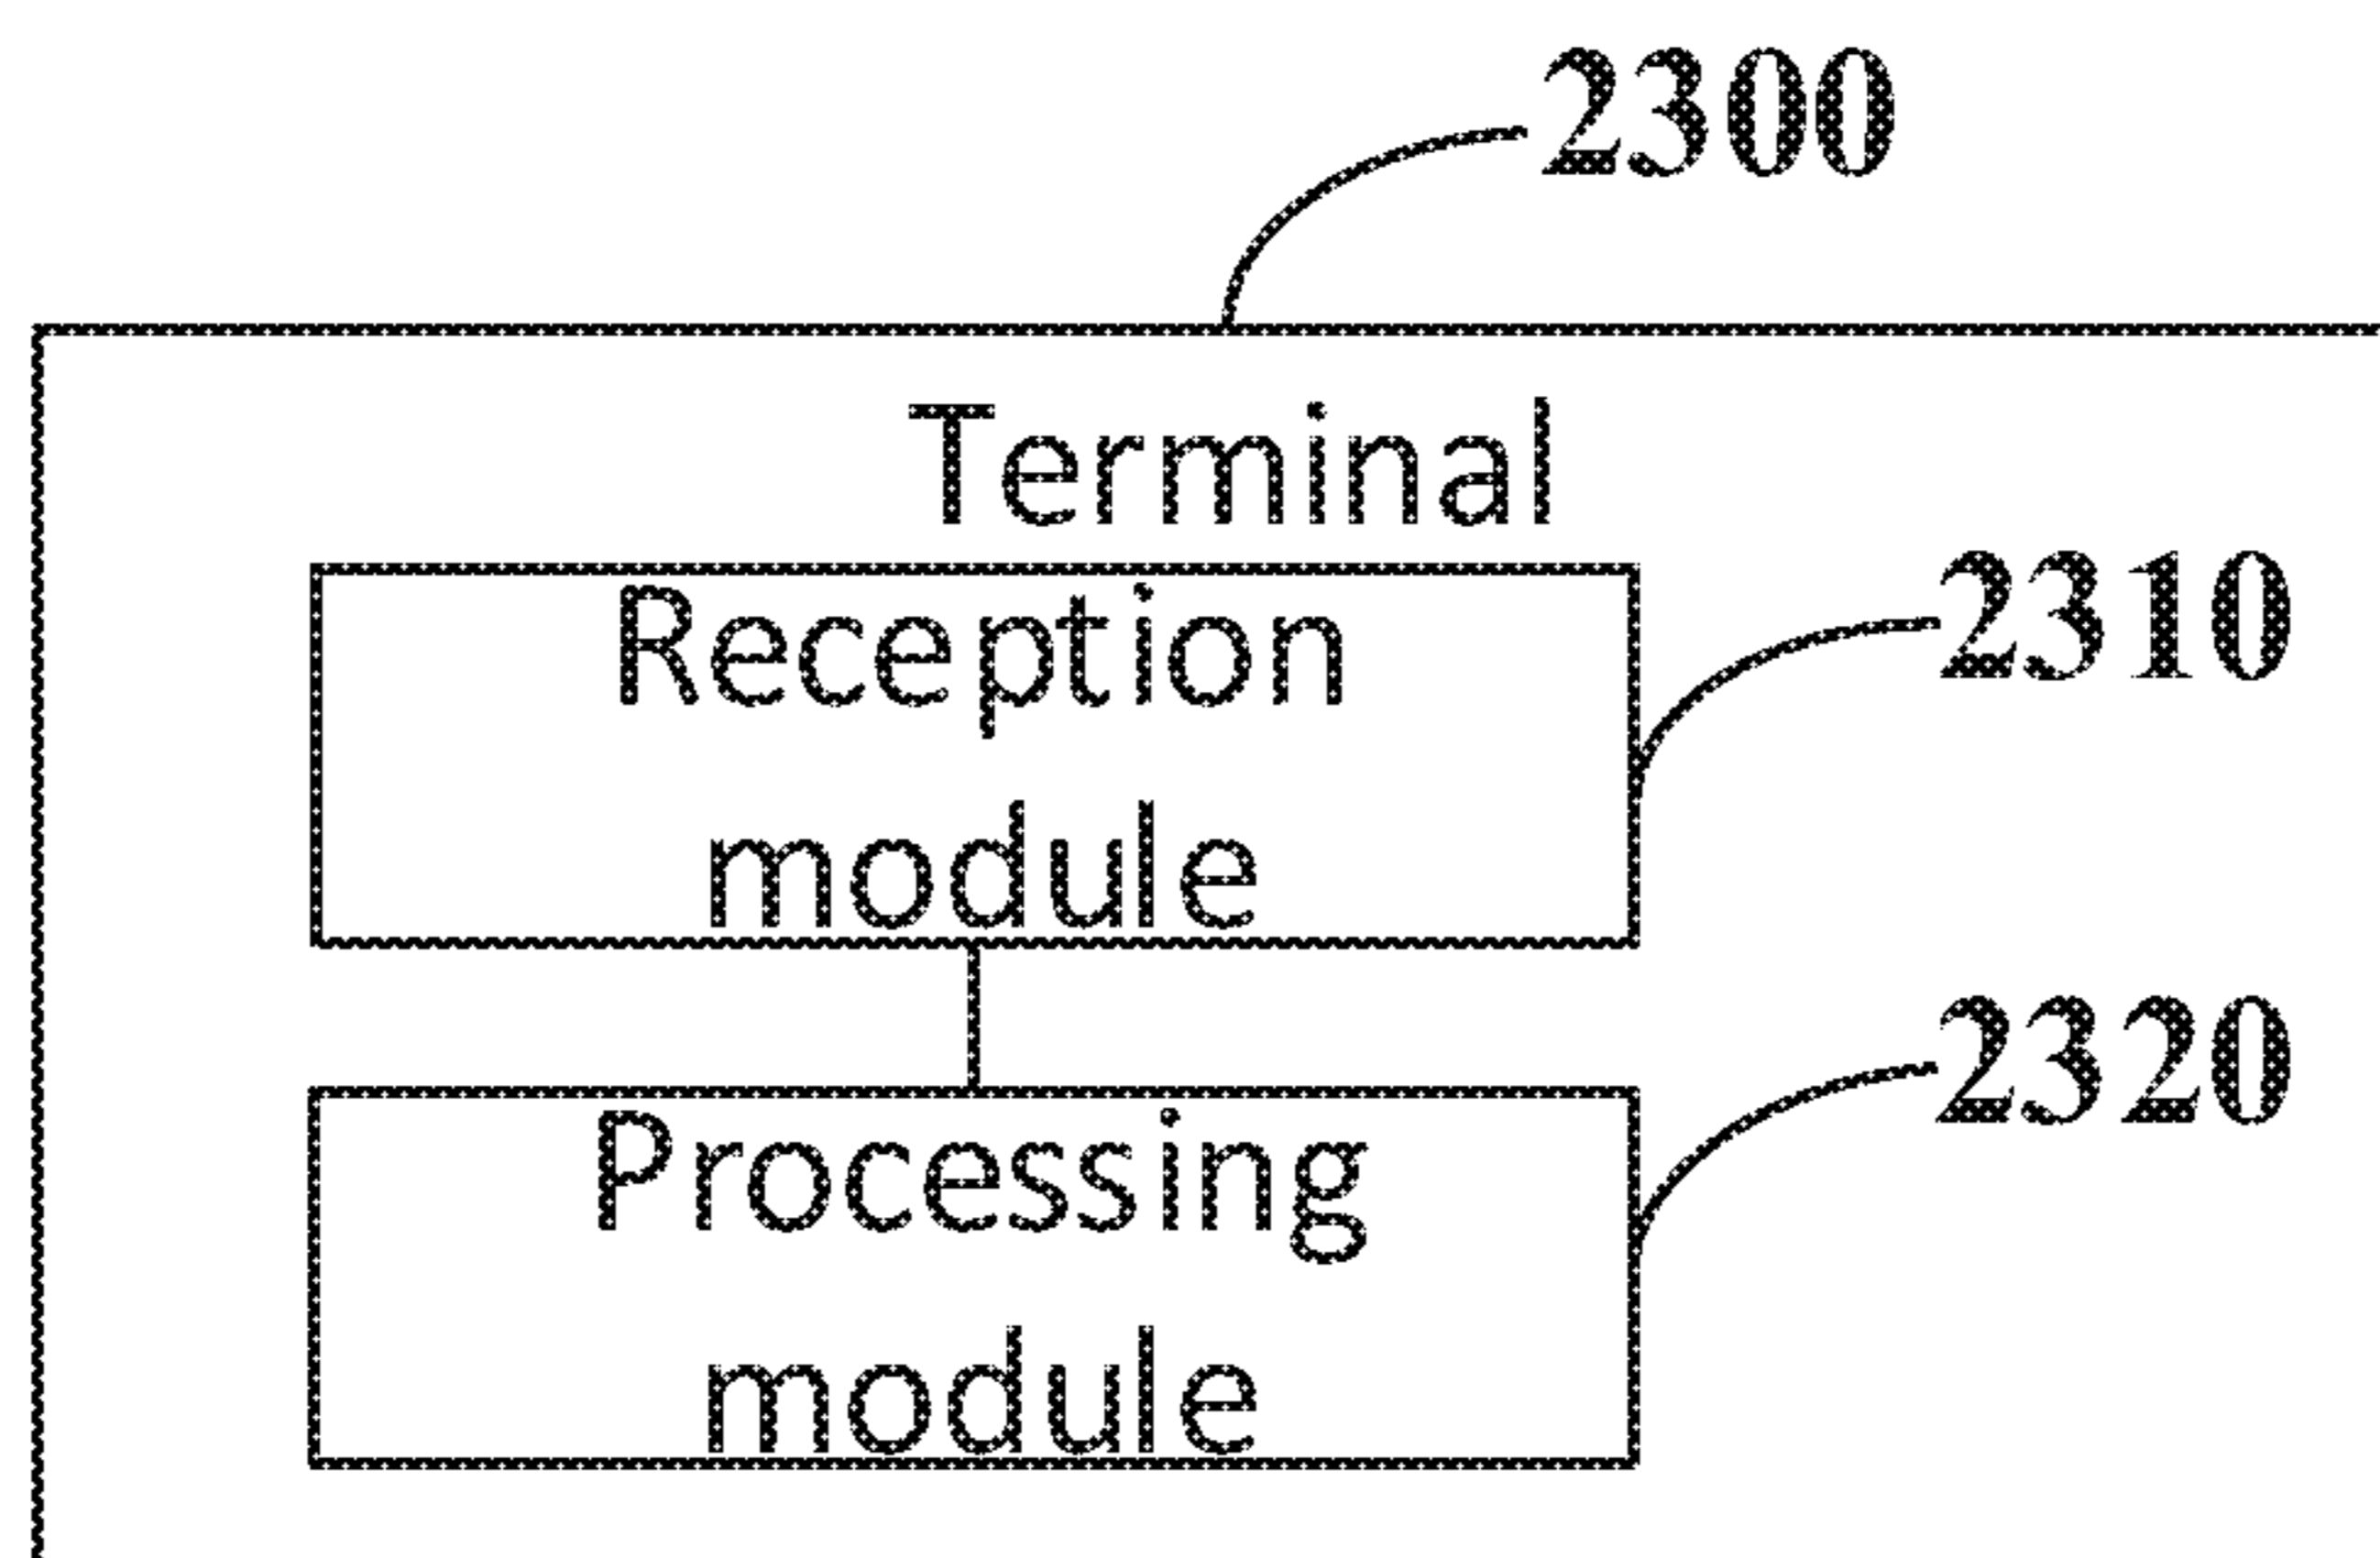 2300
Terminal
Reception
2310
module
Processing
2320
module